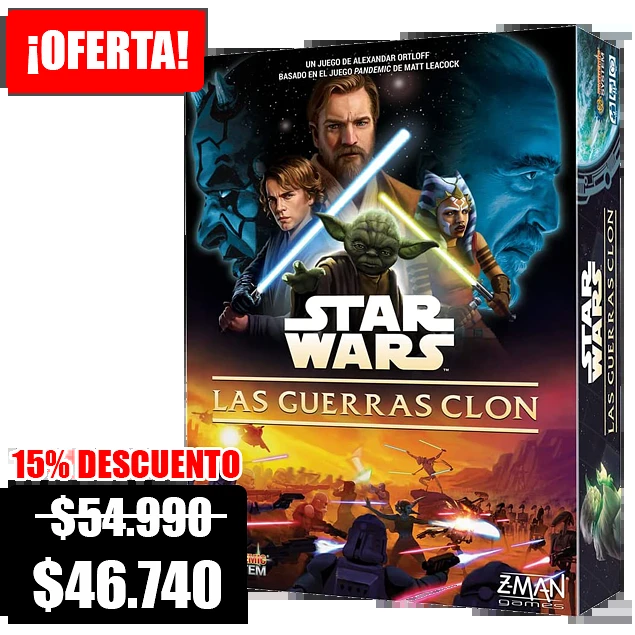 ¡OFERTA!
UN JUEGO DE ALEXANDAR ORTLOFF
BASADO EN EL JUEGO PANDEMIC DE MATT LEACOCK
STAR
WARS™
LAS GUERRAS CLON
STAR
WARS
LAS GUERRAS CLON
15% DESCUENTO
$54.990
$46.740
Z-MAN
games